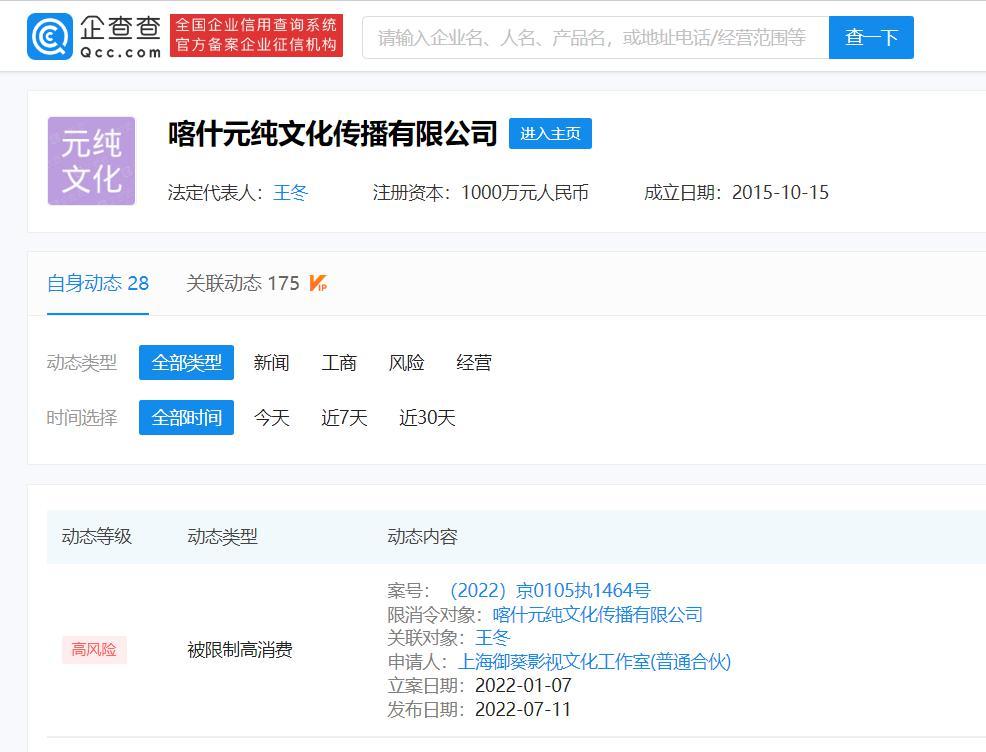 企查查
Qcc.com
全国企业信用查询系统
官方备案企业征信机构
请输入企业名、人名、产品名，或地址电话/经营范围等
查一下
元纯
文化
喀什元纯文化传播有限公司
进入主页
法定代表人：王冬 注册资本：1000万元人民币 成立日期：2015-10-15
自身动态 28 关联动态 175 VIP
动态类型 全部类型 新闻 工商 风险 经营
时间选择 全部时间 今天 近7天 近30天
动态等级 动态类型 动态内容
高风险
被限制高消费
案号：（2022）京0105执1464号
限消令对象：喀什元纯文化传播有限公司
关联对象：王冬
申请人：上海御葵影视文化工作室(普通合伙)
立案日期：2022-01-07
发布日期：2022-07-11